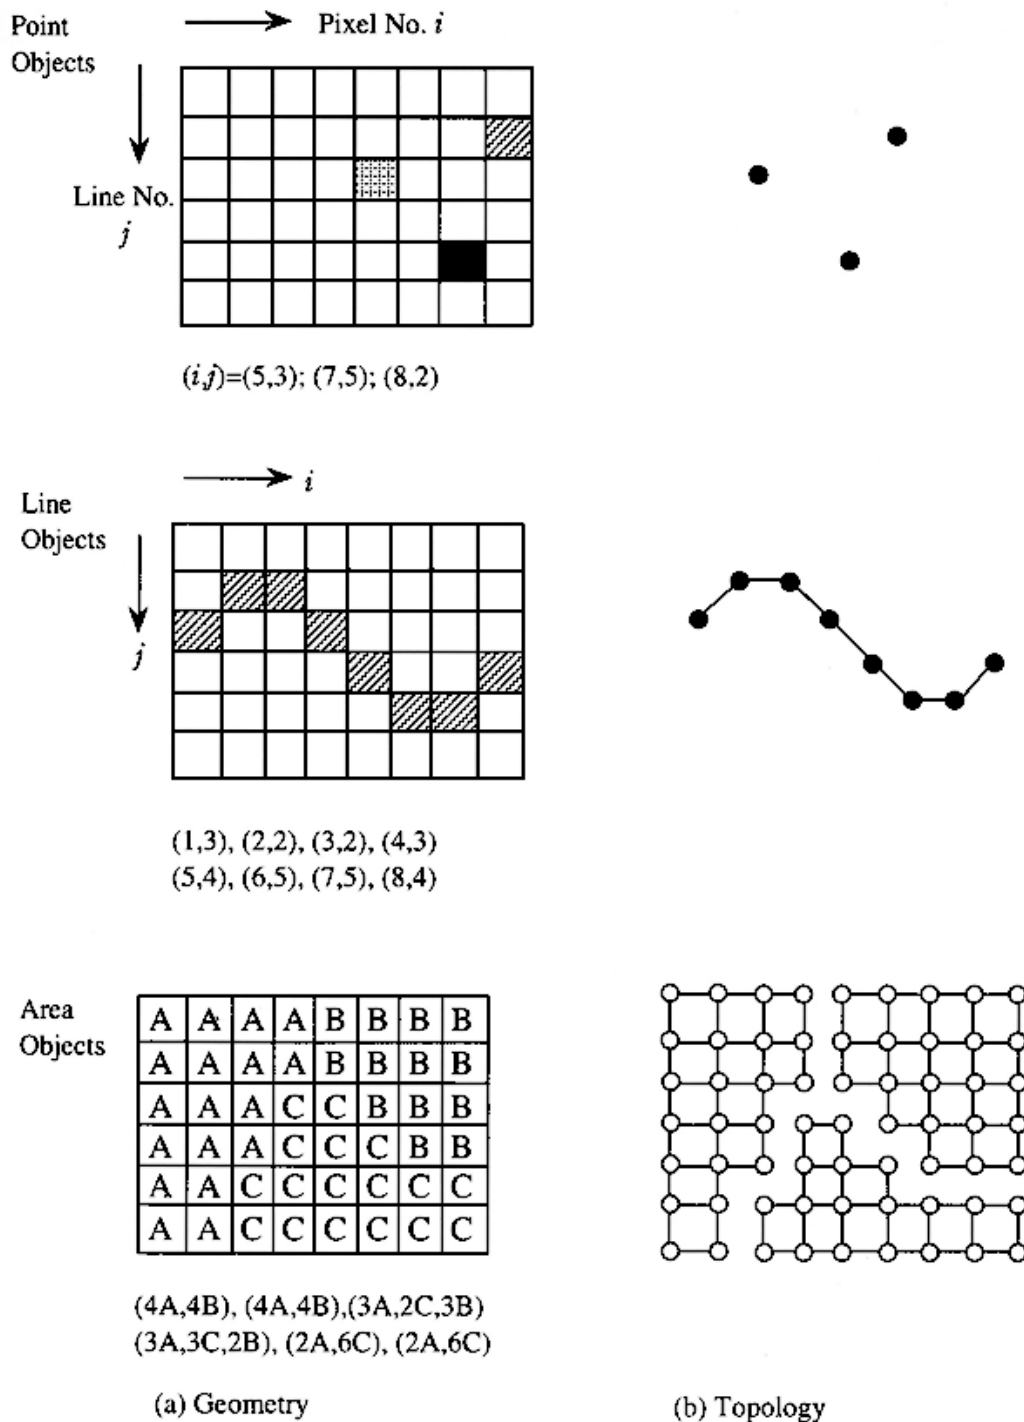 Point
Objects
Pixel No. i
Line No.
j
(i,j)=(5,3); (7,5); (8,2)
Line
Objects
i
j
(1,3), (2,2), (3,2), (4,3)
(5,4), (6,5), (7,5), (8,4)
Area
Objects
A A A A B B B B
A A A A B B B B
A A A C C B B B
A A A C C C B B
A A C C C C C C
A A C C C C C C
(4A,4B), (4A,4B),(3A,2C,3B)
(3A,3C,2B), (2A,6C), (2A,6C)
(a) Geometry
(b) Topology